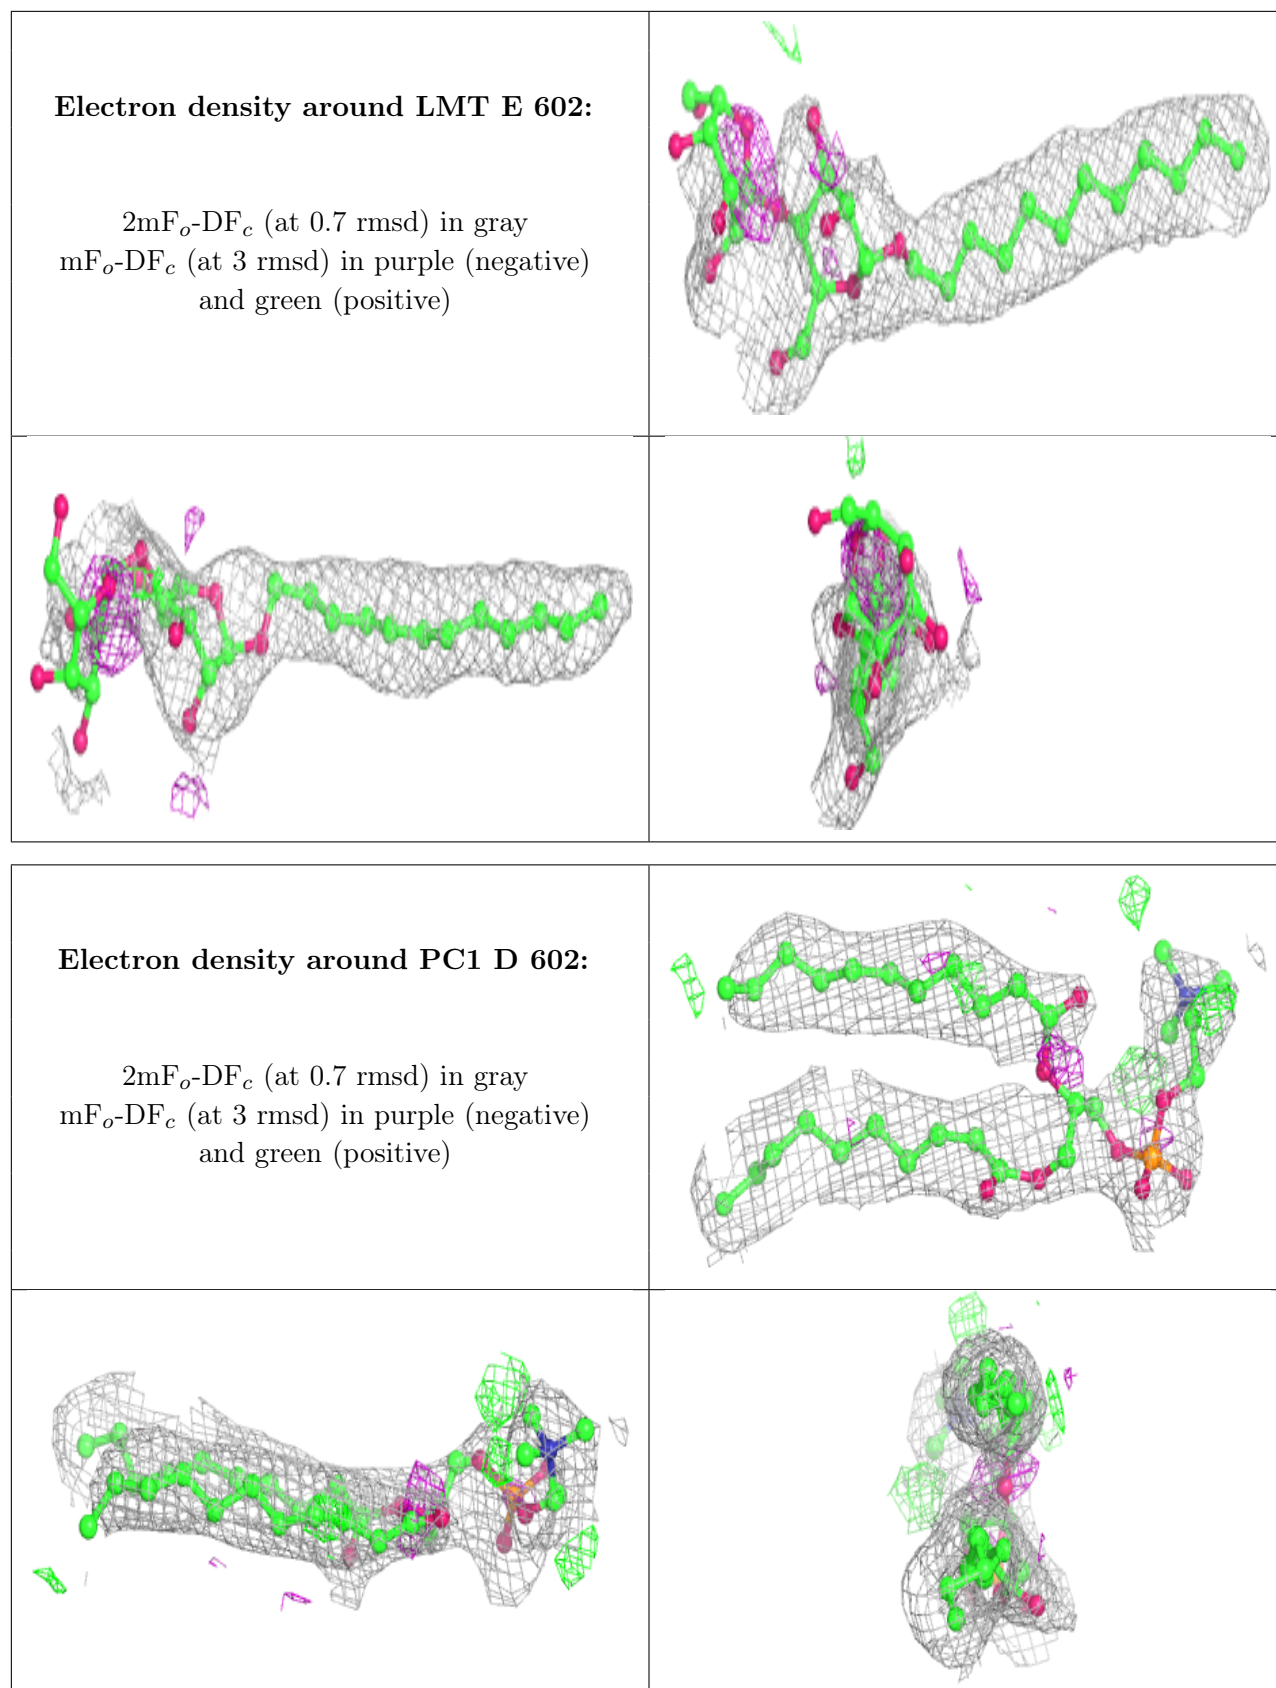 Electron density around LMT E 602:
2mFo-DFc (at 0.7 rmsd) in gray
mFo-DFc (at 3 rmsd) in purple (negative)
and green (positive)
Electron density around PC1 D 602:
2mFo-DFc (at 0.7 rmsd) in gray
mFo-DFc (at 3 rmsd) in purple (negative)
and green (positive)